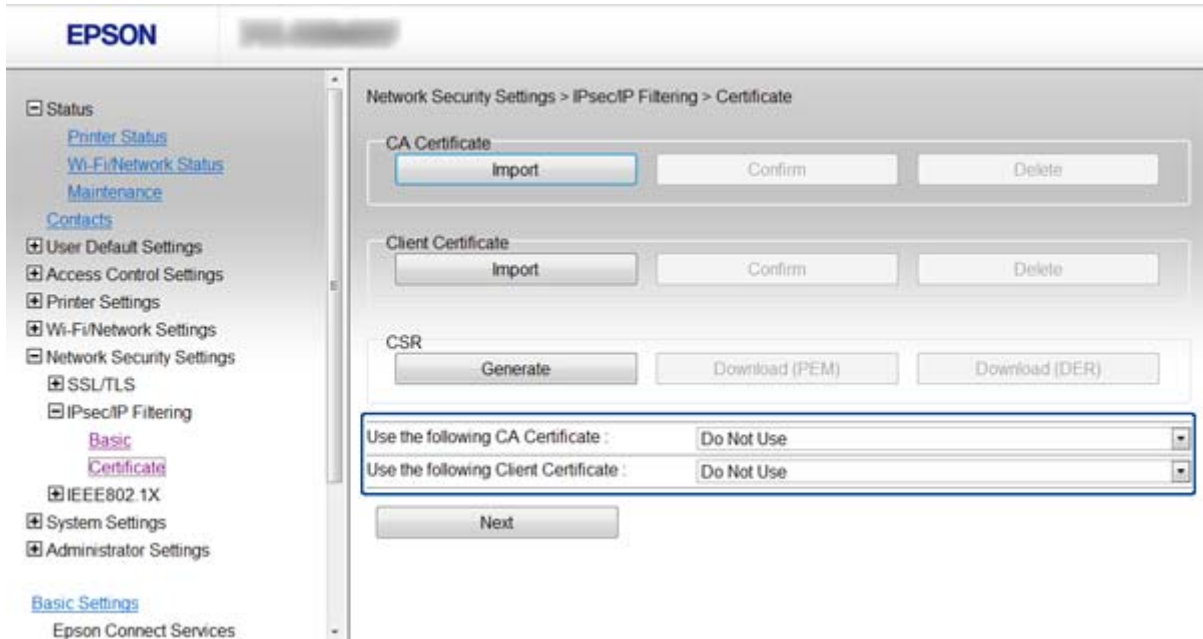 EPSON
Status
Printer Status
Wi-Fi/Network Status
Maintenance
Contacts
User Default Settings
Access Control Settings
Printer Settings
Wi-Fi/Network Settings
Network Security Settings
SSL/TLS
IPsec/IP Filtering
Basic
Certificate
IEEE802.1X
System Settings
Administrator Settings
Basic Settings
Epson Connect Services
Network Security Settings > IPsec/IP Filtering > Certificate
CA Certificate
Import Confirm Delete
Client Certificate
Import Confirm Delete
CSR
Generate Download (PEM) Download (DER)
Use the following CA Certificate : Do Not Use
Use the following Client Certificate : Do Not Use
Next